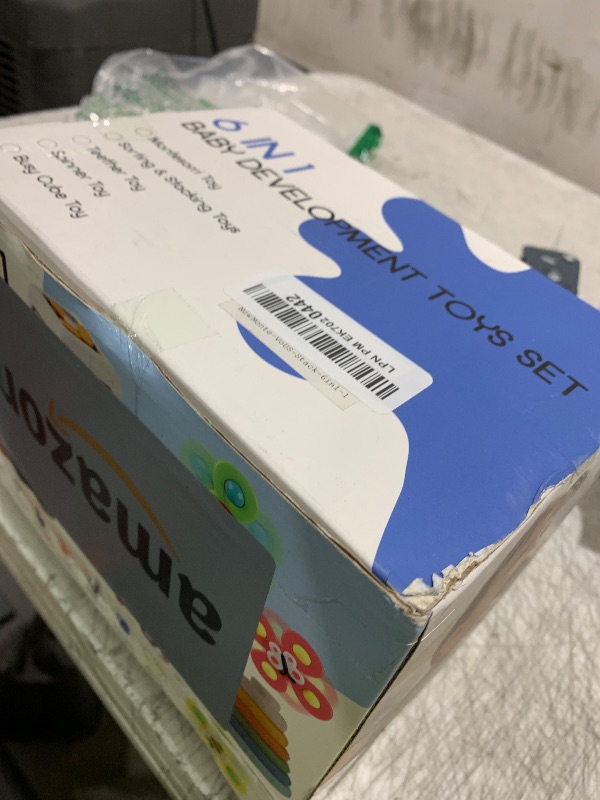 6 IN 1
BABY DEVELOPMENT TOYS SET
Montessori Toy
Sorting & Stacking Toys
Teether Toy
Spinner Toy
Busy Cube Toy
LPN PM EK7020442
amazon